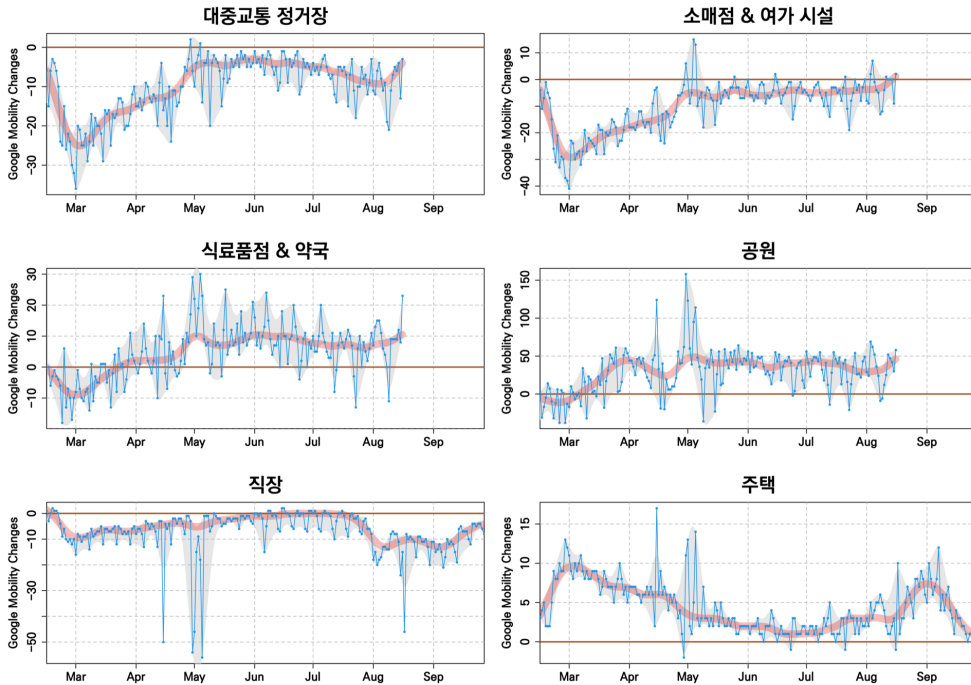 대중교통 정거장
Google Mobility Changes
0
-10
-20
-30
Mar Apr May Jun Jul Aug Sep
소매점 & 여가 시설
Google Mobility Changes
10
0
-20
-40
Mar Apr May Jun Jul Aug Sep
식료품점 & 약국
Google Mobility Changes
30
20
10
0
-10
Mar Apr May Jun Jul Aug Sep
공원
Google Mobility Changes
150
100
50
0
Mar Apr May Jun Jul Aug Sep
직장
Google Mobility Changes
0
-10
-30
-50
Mar Apr May Jun Jul Aug Sep
주택
Google Mobility Changes
15
10
5
0
Mar Apr May Jun Jul Aug Sep